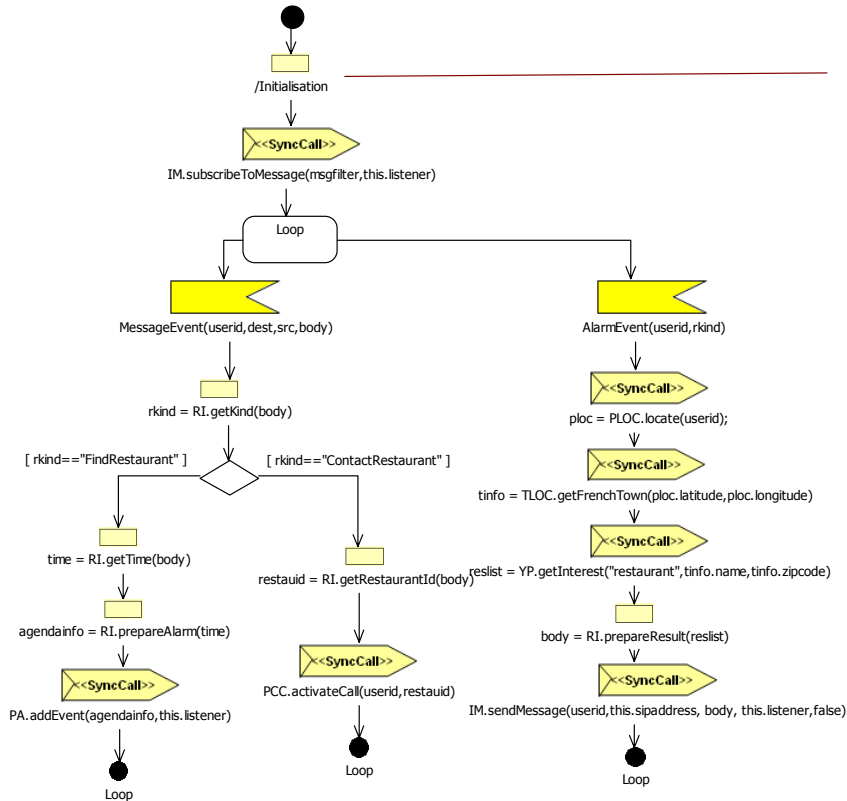 /Initialisation
<<SyncCall>>
IM.subscribeToMessage(msgfilter,this.listener)
Loop
MessageEvent(userid,dest,src,body)
rkind = RI.getKind(body)
[ rkind=="FindRestaurant" ]
[ rkind=="ContactRestaurant" ]
time = RI.getTime(body)
agendainfo = RI.prepareAlarm(time)
<<SyncCall>>
PA.addEvent(agendainfo,this.listener)
Loop
restauid = RI.getRestaurantId(body)
<<SyncCall>>
PCC.activateCall(userid,restauid)
Loop
AlarmEvent(userid,rkind)
<<SyncCall>>
ploc = PLOC.locate(userid);
<<SyncCall>>
tinfo = TLOC.getFrenchTown(ploc.latitude,ploc.longitude)
<<SyncCall>>
reslist = YP.getInterest("restaurant",tinfo.name,tinfo.zipcode)
body = RI.prepareResult(reslist)
<<SyncCall>>
IM.sendMessage(userid,this.sipaddress, body, this.listener,false)
Loop